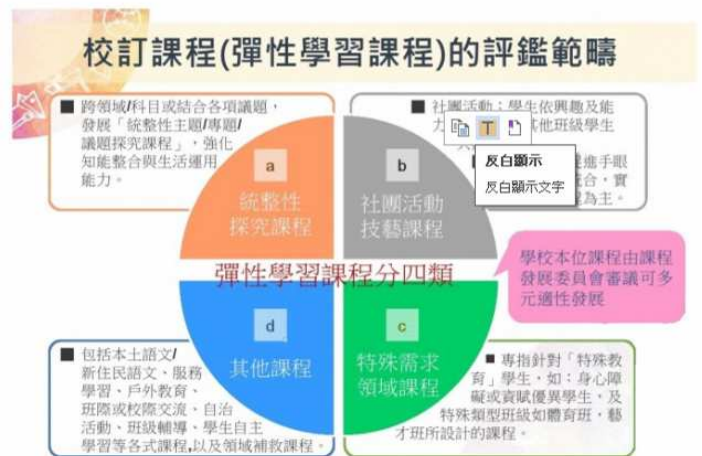 校訂課程(彈性學習課程)的評鑑範疇
■ 跨領域/科目或結合各項議題，
發展「統整性主題/專題/
議題探究課程」，強化
知能整合與生活運用
能力。
■ 社團活動：學生依興趣及能
其他班級學生
進手眼
合，實
為主。
反白顯示
反白顯示文字
a
統整性
探究課程
b
社團活動
技藝課程
彈性學習課程分四類
學校本位課程由課程
發展委員會審議可多
元適性發展
d
其他課程
c
特殊需求
領域課程
■ 包括本土語文/
新住民語文、服務
學習、戶外教育、
班際或校際交流、自治
活動、班級輔導、學生自主
學習等各式課程,以及領域補救課程。
■ 專指針對「特殊教
育」學生，如：身心障
礙或資賦優異學生，及
特殊類型班級如體育班，藝
才班所設計的課程。